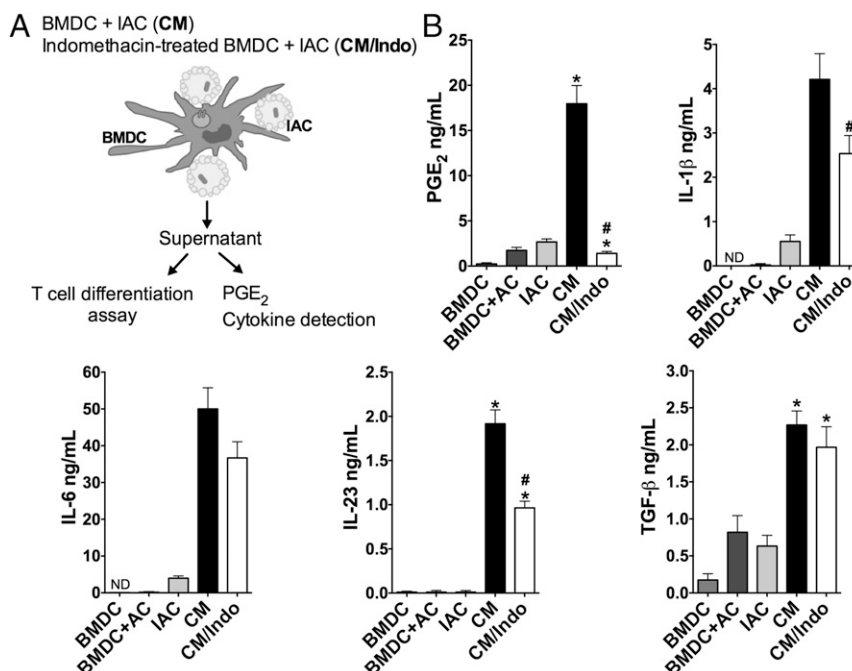 A
BMDC + IAC (CM)
Indomethacin-treated BMDC + IAC (CM/Indo)
BMDC
IAC
Supernatant
T cell differentiation
assay
PGE2
Cytokine detection
B
PGE2 ng/mL
25
20
15
10
5
0
*
#
*
BMDC
BMDC+AC
IAC
CM
CM/Indo
IL-1β ng/mL
5
4
3
2
1
0
ND
#
BMDC
BMDC+AC
IAC
CM
CM/Indo
IL-6 ng/mL
60
50
40
30
20
10
0
ND
BMDC
BMDC+AC
IAC
CM
CM/Indo
IL-23 ng/mL
2.5
2.0
1.5
1.0
0.5
0.0
*
#
*
BMDC
BMDC+AC
IAC
CM
CM/Indo
TGF-β ng/mL
3.0
2.5
2.0
1.5
1.0
0.5
0.0
*
*
BMDC
BMDC+AC
IAC
CM
CM/Indo